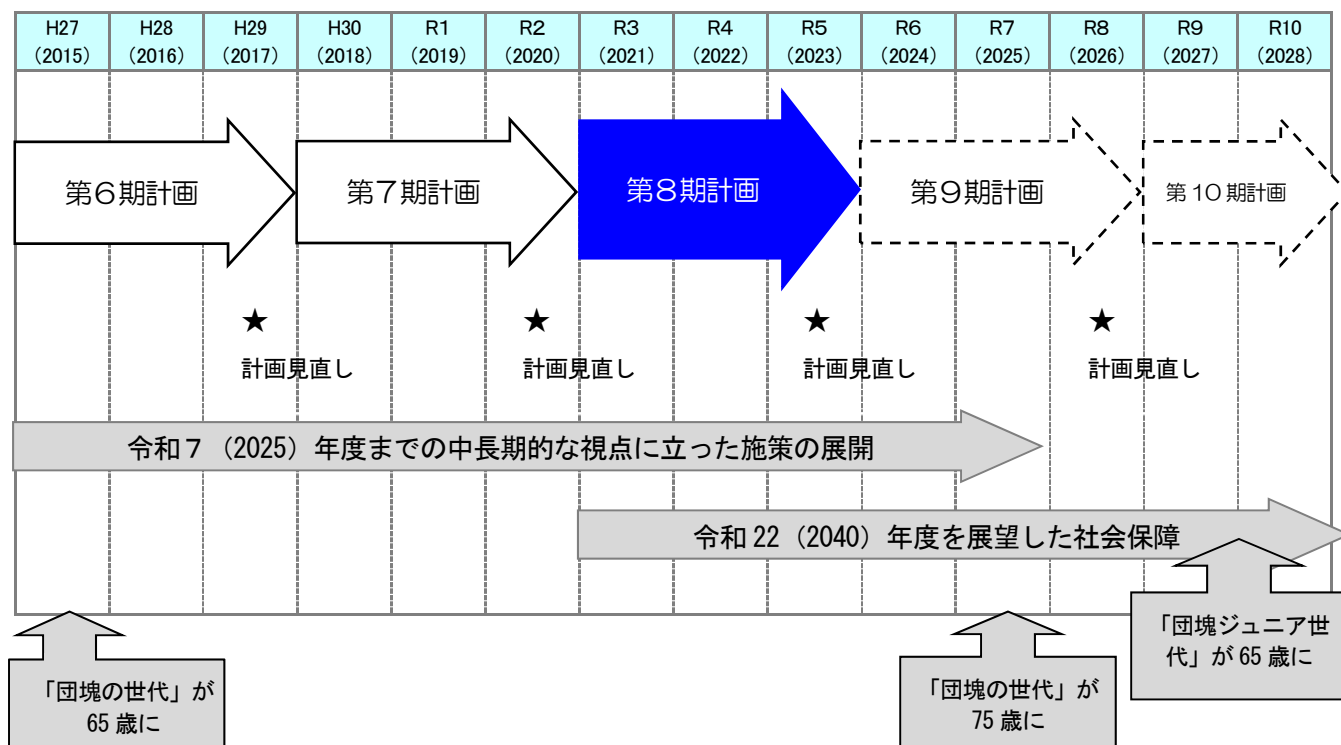 H27 H28 H29 H30 R1 R2 R3 R4 R5 R6 R7 R8 R9 R10
(2015) (2016) (2017) (2018) (2019) (2020) (2021) (2022) (2023) (2024) (2025) (2026) (2027) (2028)
第6期計画 第7期計画 第8期計画 第9期計画 第10期計画
★ ★ ★ ★
計画見直し 計画見直し 計画見直し 計画見直し
令和7(2025)年度までの中長期的な視点に立った施策の展開
令和22(2040)年度を展望した社会保障
「団塊の世代」が
65歳に
「団塊の世代」が
75歳に
「団塊ジュニア世
代」が65歳に